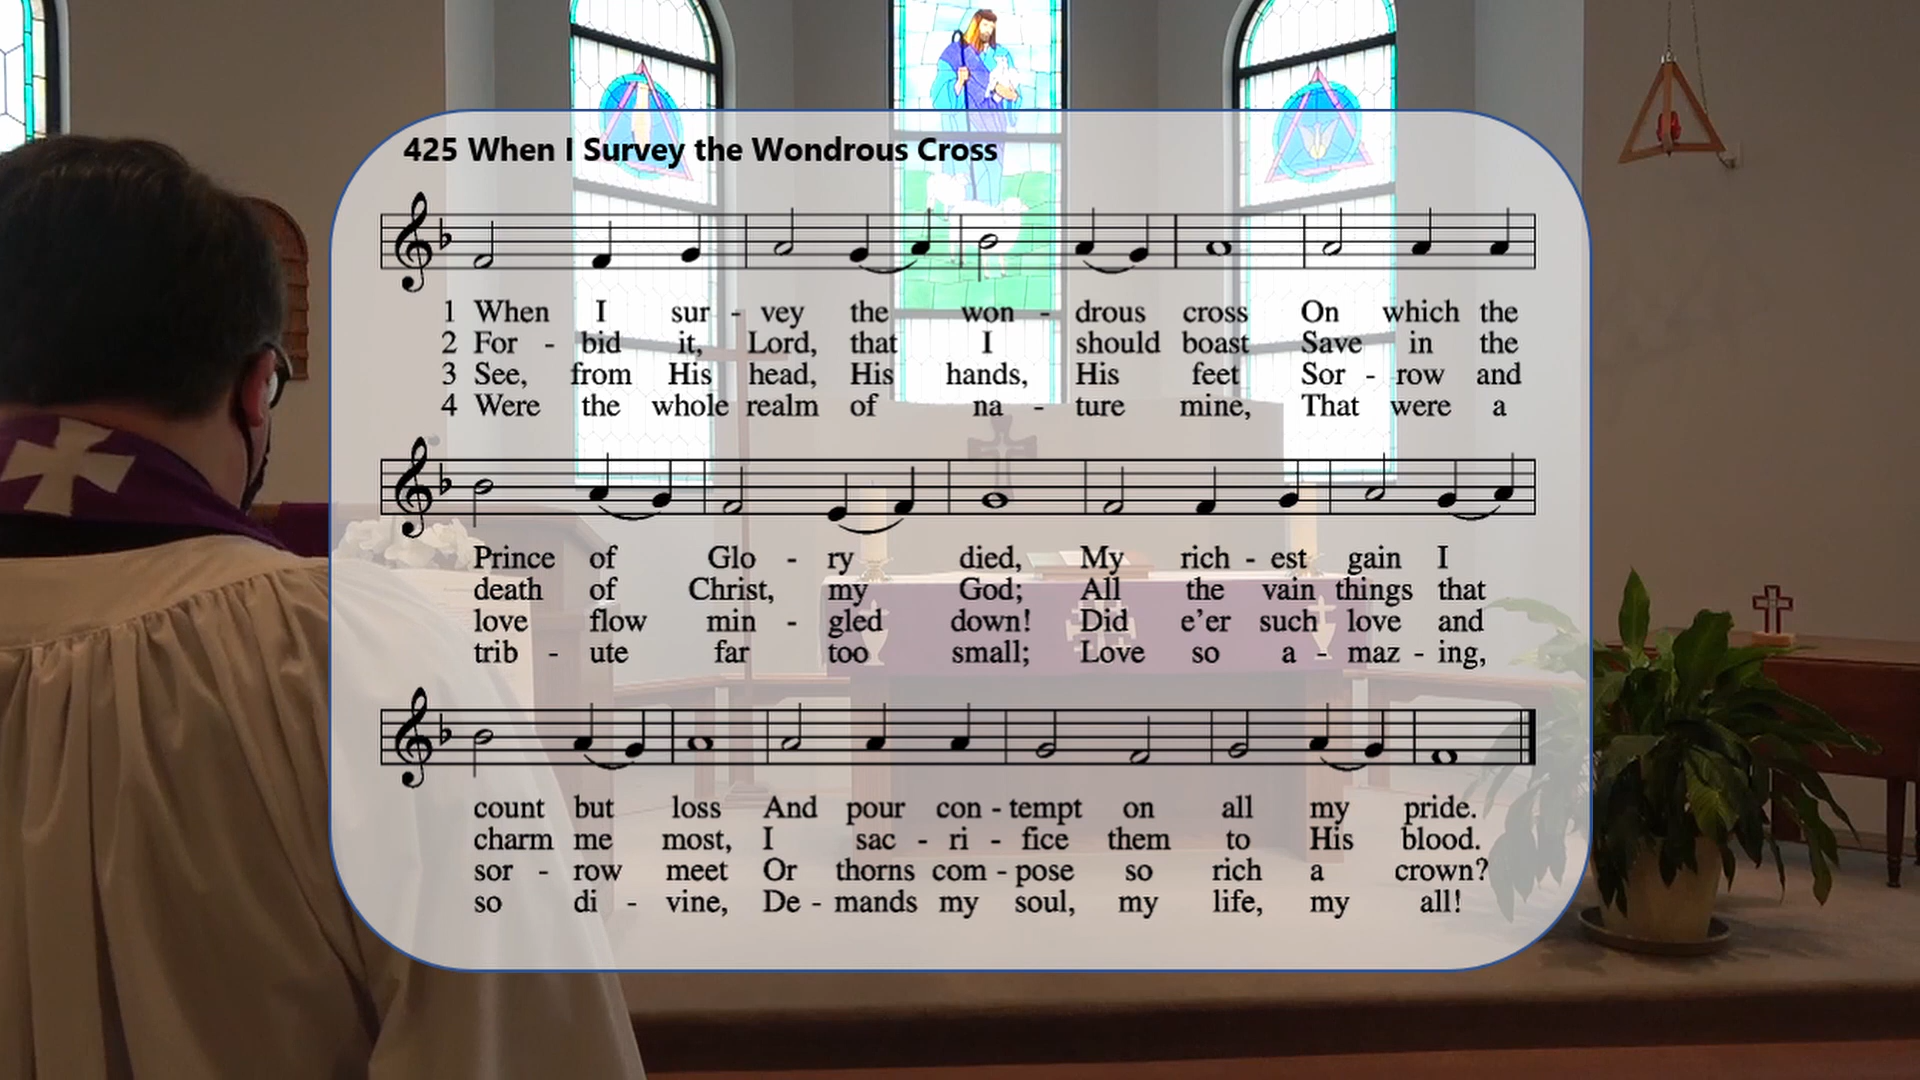 425 When I Survey the Wondrous Cross
1 When I sur - vey the won - drous cross On which the
2 For - bid it, Lord, that I should boast Save in the
3 See, from His head, His hands, His feet Sor - row and
4 Were the whole realm of na - ture mine, That were a
Prince of Glo - ry died, My rich - est gain I
death of Christ, my God; All the vain things that
love flow min - gled down! Did e'er such love and
trib - ute far too small; Love so a - maz - ing,
count but loss And pour con - tempt on all my pride.
charm me most, I sac - ri - fice them to His blood.
sor - row meet Or thorns com - pose so rich a crown?
so di - vine, De - mands my soul, my life, my all!